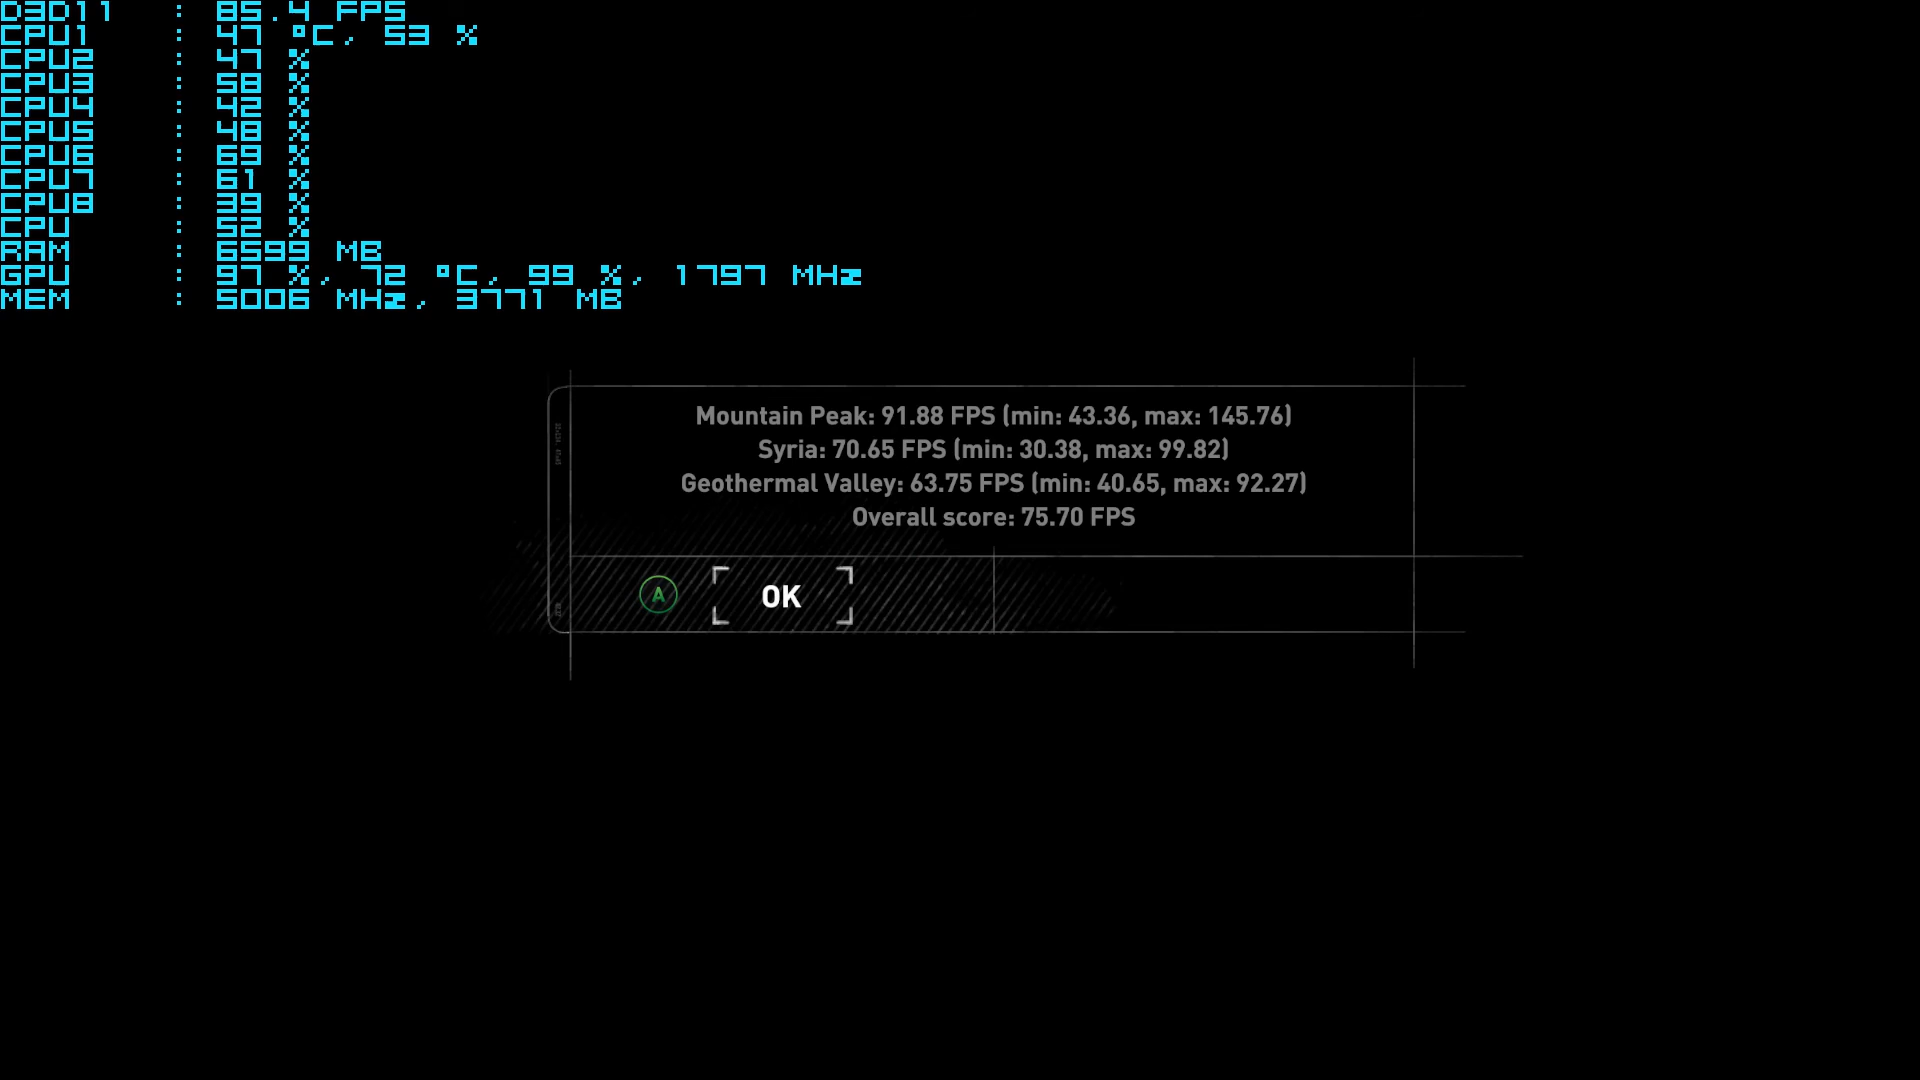 D3D11 : 85.4 FPS
CPU1 : 47 °C, 53 %
CPU2 : 47 %
CPU3 : 58 %
CPU4 : 42 %
CPU5 : 48 %
CPU6 : 69 %
CPU7 : 61 %
CPU8 : 39 %
CPU : 52 %
RAM : 6599 MB
GPU : 97 %, 72 °C, 99 %, 1797 MHz
MEM : 5006 MHz, 3771 MB
Mountain Peak: 91.88 FPS (min: 43.36, max: 145.76)
Syria: 70.65 FPS (min: 30.38, max: 99.82)
Geothermal Valley: 63.75 FPS (min: 40.65, max: 92.27)
Overall score: 75.70 FPS
A OK